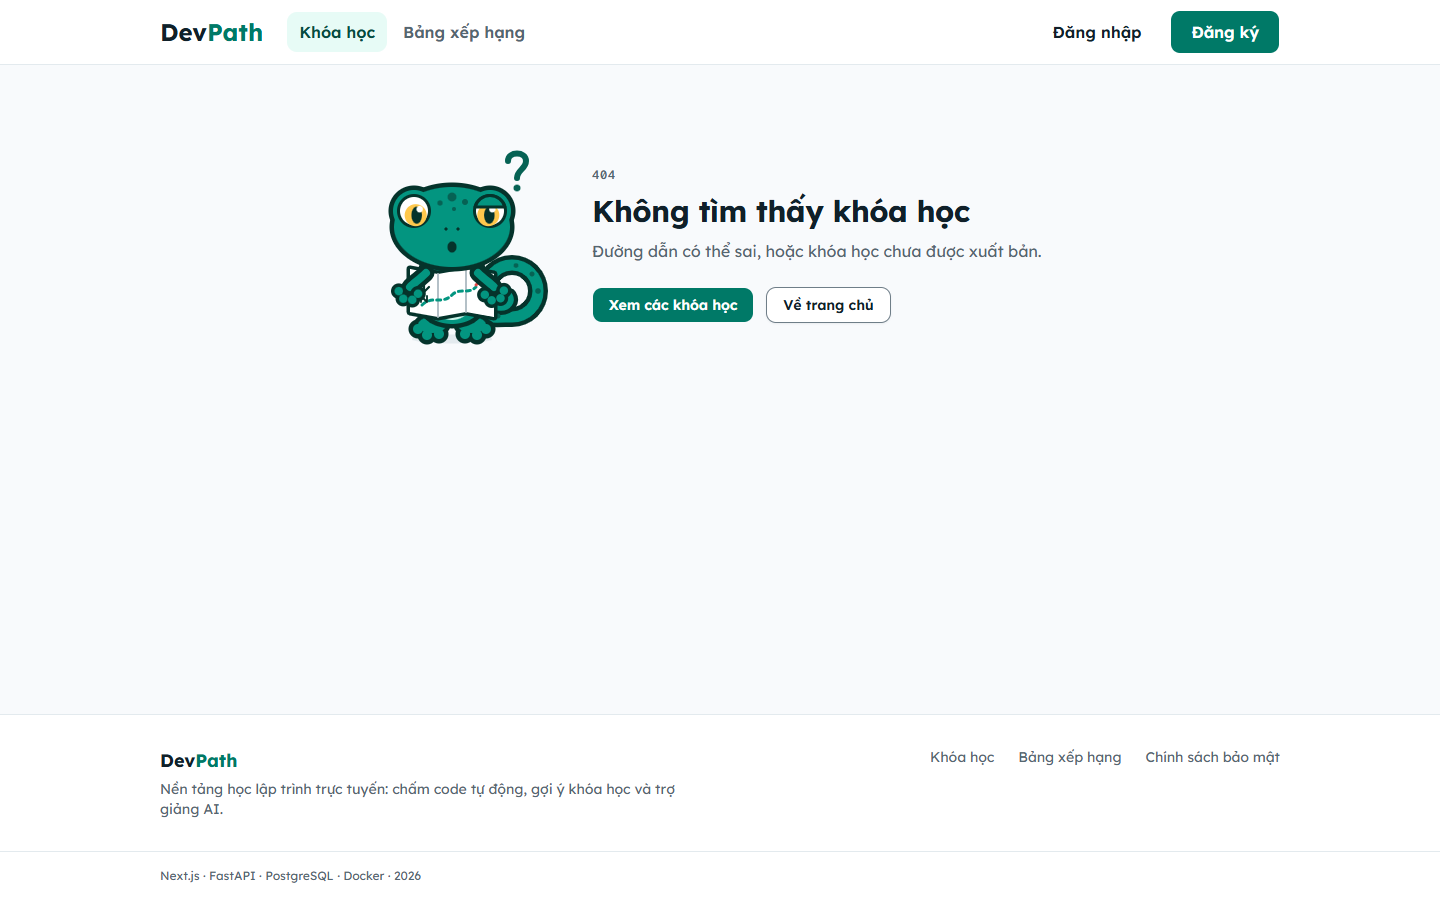 DevPath
Khóa học
Bảng xếp hạng
Đăng nhập
Đăng ký
?
404
Không tìm thấy khóa học
Đường dẫn có thể sai, hoặc khóa học chưa được xuất bản.
Xem các khóa học
Về trang chủ
DevPath
Nền tảng học lập trình trực tuyến: chấm code tự động, gợi ý khóa học và trợ
giảng AI.
Khóa học
Bảng xếp hạng
Chính sách bảo mật
Next.js · FastAPI · PostgreSQL · Docker · 2026